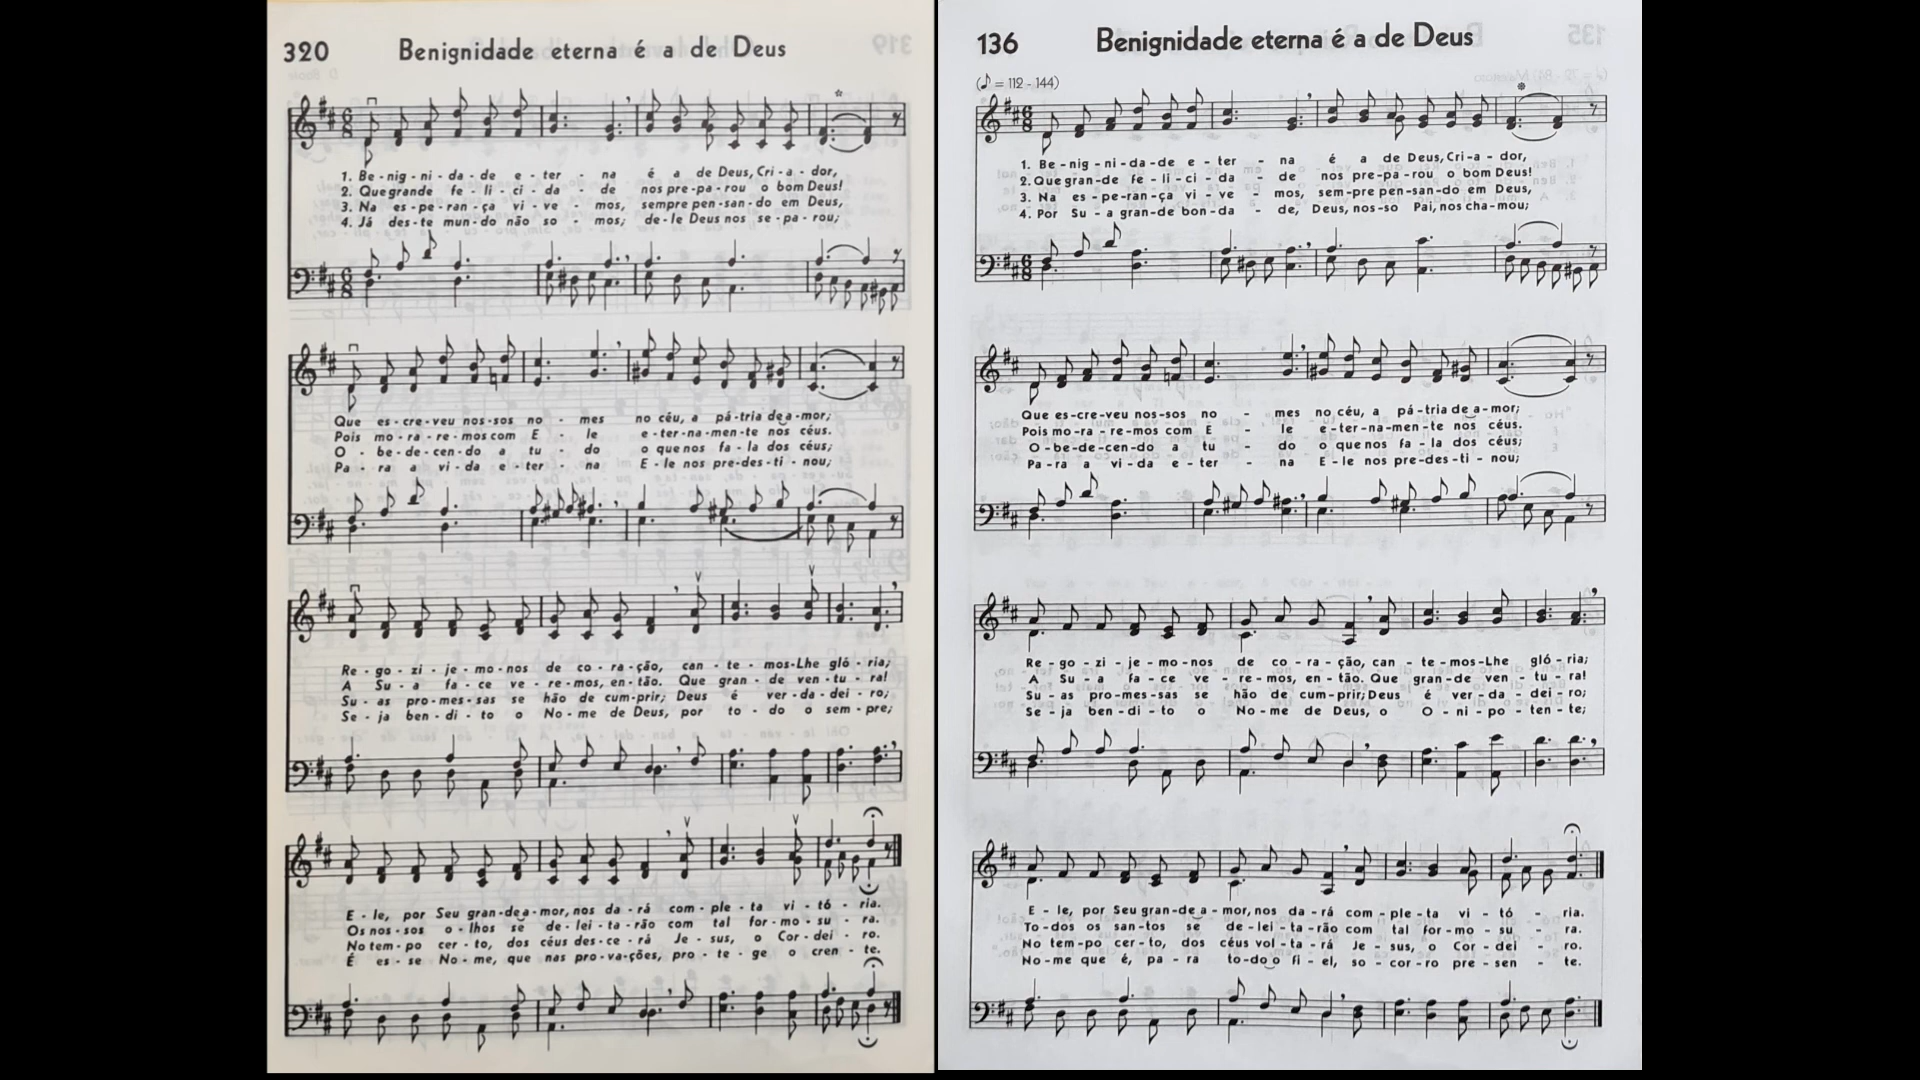 320 Benignidade eterna é a de Deus
1. Be - nig - ni - da - de e - ter - na é a de Deus, Cri - a - dor,
2. Que grande fe - li - ci - da - de nos pre - pa - rou o bom Deus!
3. Na es - pe - ran - ça vi - ve - mos, sempre pen - san - do em Deus,
4. Já des - te mun - do não so - mos; de - le Deus nos se - pa - rou;
Que es - cre - veu nos - sos no - mes no céu, a pá - tria de a - mor;
Pois mo - ra - re - mos com E - le e - ter - na - men - te nos céus.
O - be - de - cen - do a tu - do o que nos fa - la dos céus;
Pa - ra a vi - da e - ter - na E - le nos pre - des - ti - nou;
Re - go - zi - je - mo - nos de co - ra - ção, can - te - mos - Lhe gló - ria;
A Su - a fa - ce ve - re - mos, en - tão. Que gran - de ven - tu - ra!
Su - as pro - mes - sas se hão de cum - prir; Deus é ver - da - dei - ro;
Se - ja ben - di - to o No - me de Deus, por to - do o sem - pre;
E - le, por Seu gran - de a - mor, nos da - rá com - ple - ta vi - tó - ria.
Os nos - sos o - lhos se de - lei - ta - rão com tal for - mo - su - ra.
No tem - po cer - to, dos céus des - ce - rá Je - sus, o Cor - dei - ro.
É es - se No - me, que nas pro - va - ções, pro - te - ge o cren - te.
136 Benignidade eterna é a de Deus
(♪ = 112 - 144)
1. Be - nig - ni - da - de e - ter - na é a de Deus, Cri - a - dor,
2. Que gran - de fe - li - ci - da - de nos pre - pa - rou o bom Deus!
3. Na es - pe - ran - ça vi - ve - mos, sem - pre pen - san - do em Deus,
4. Por Su - a gran - de bon - da - de, Deus, nos - so Pai, nos cha - mou;
Que es - cre - veu nos - sos no - mes no céu, a pá - tria de a - mor;
Pois mo - ra - re - mos com E - le e - ter - na - men - te nos céus.
O - be - de - cen - do a tu - do o que nos fa - la dos céus;
Pa - ra a vi - da e - ter - na E - le nos pre - des - ti - nou;
Re - go - zi - je - mo - nos de co - ra - ção, can - te - mos - Lhe gló - ria;
A Su - a fa - ce ve - re - mos, en - tão. Que gran - de ven - tu - ra!
Su - as pro - mes - sas se hão de cum - prir; Deus é ver - da - dei - ro;
Se - ja ben - di - to o No - me de Deus, o O - ni - po - ten - te;
E - le, por Seu gran - de a - mor, nos da - rá com - ple - ta vi - tó - ria.
To - dos os san - tos se de - lei - ta - rão com tal for - mo - su - ra.
No tem - po cer - to, dos céus vol - ta - rá Je - sus, o Cor - dei - ro.
No - me que é, pa - ra to - do o fi - el, so - cor - ro pre - sen - te.